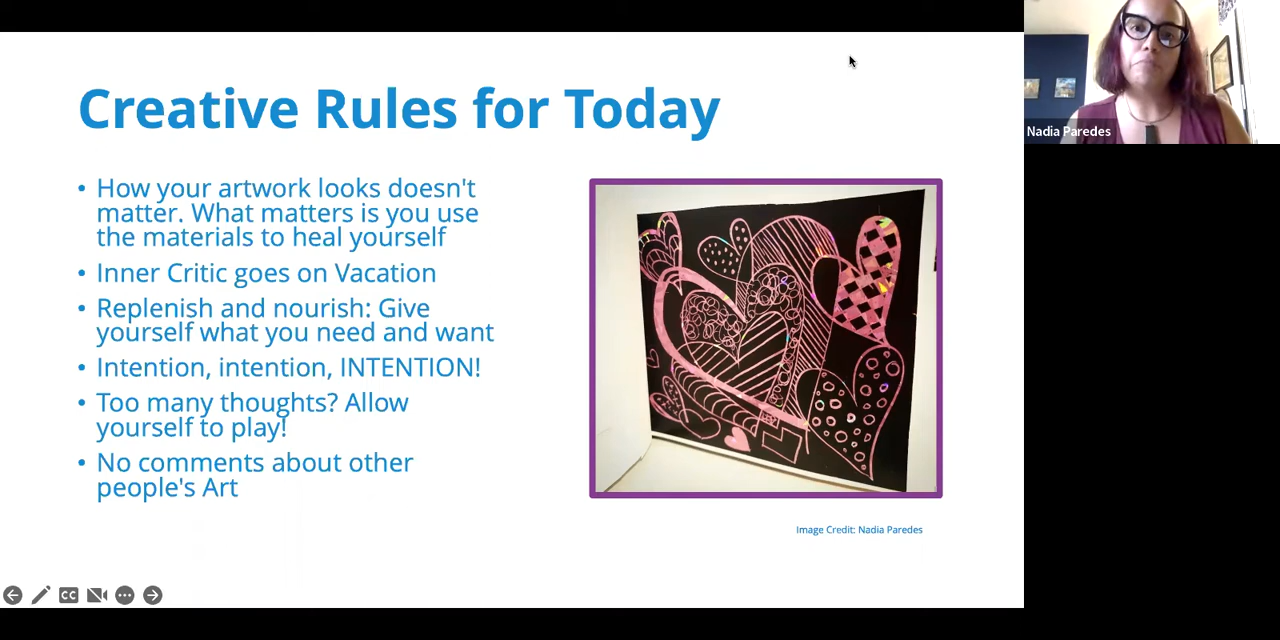 Creative Rules for Today
• How your artwork looks doesn't
matter. What matters is you use
the materials to heal yourself
• Inner Critic goes on Vacation
• Replenish and nourish: Give
yourself what you need and want
• Intention, intention, INTENTION!
• Too many thoughts? Allow
yourself to play!
• No comments about other
people's Art
Image Credit: Nadia Paredes
CC
Nadia Paredes